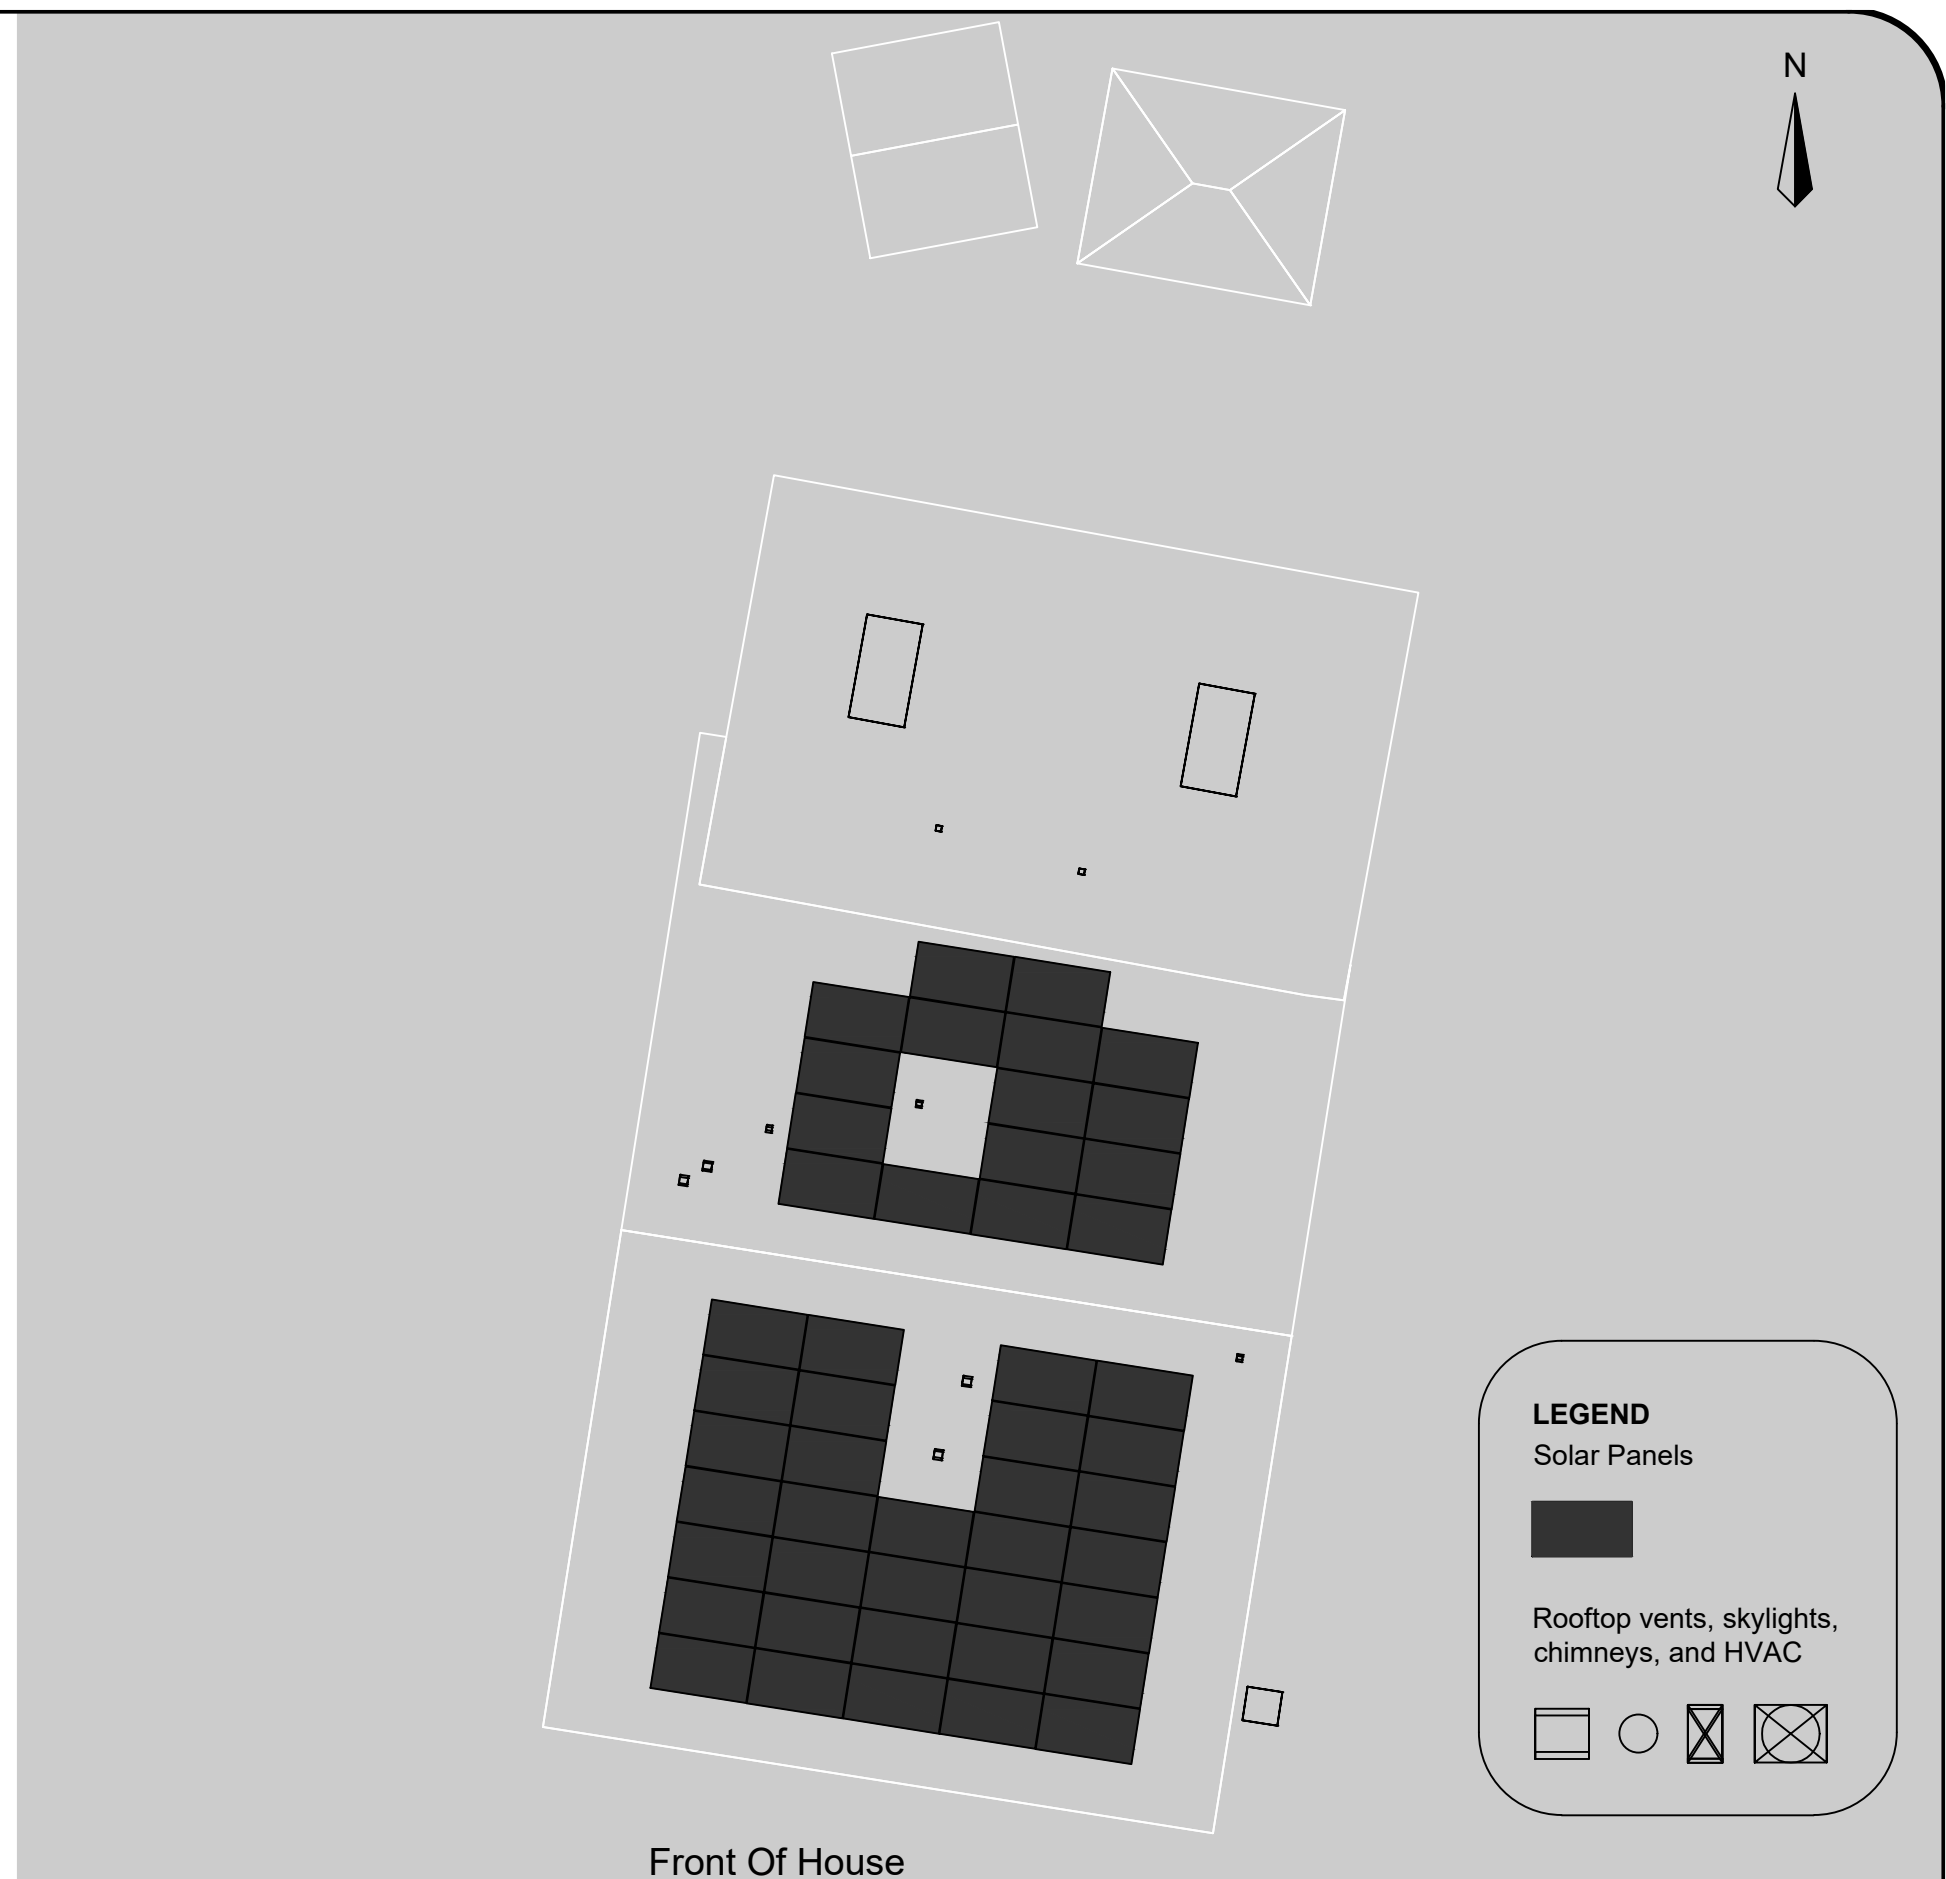 N
LEGEND
Solar Panels
Rooftop vents, skylights,
chimneys, and HVAC
Front Of House